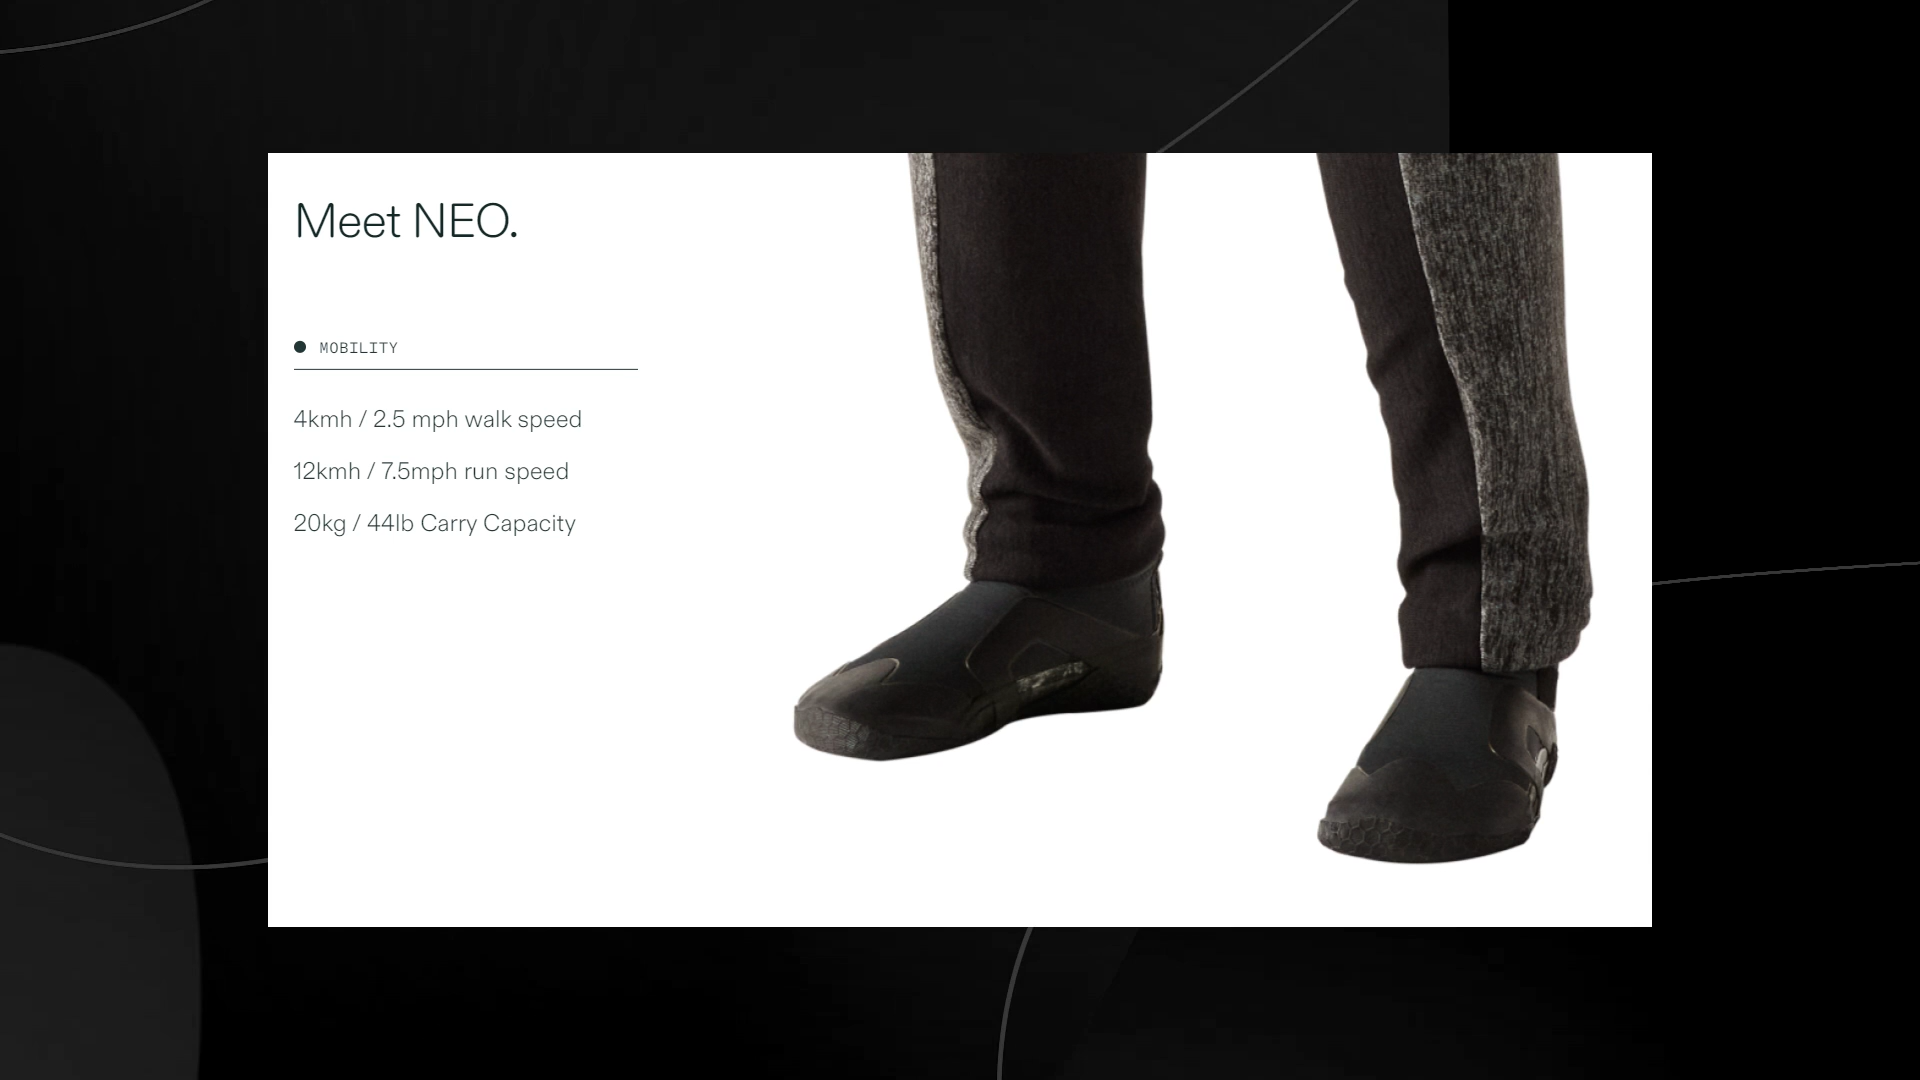 Meet NEO.
MOBILITY
4kmh / 2.5 mph walk speed
12kmh / 7.5mph run speed
20kg / 44lb Carry Capacity